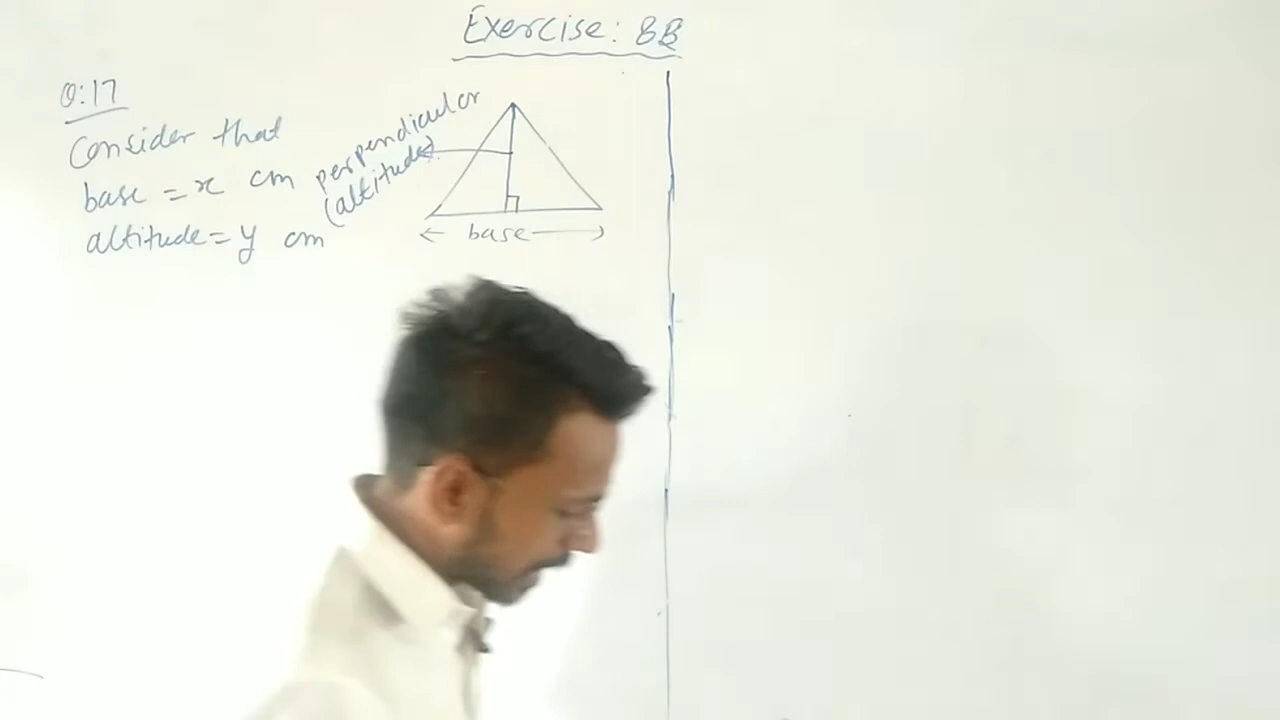 Exercise: 8B
Q:17
Consider that
base = x cm
altitude = y cm
perpendicular
(altitude)
base